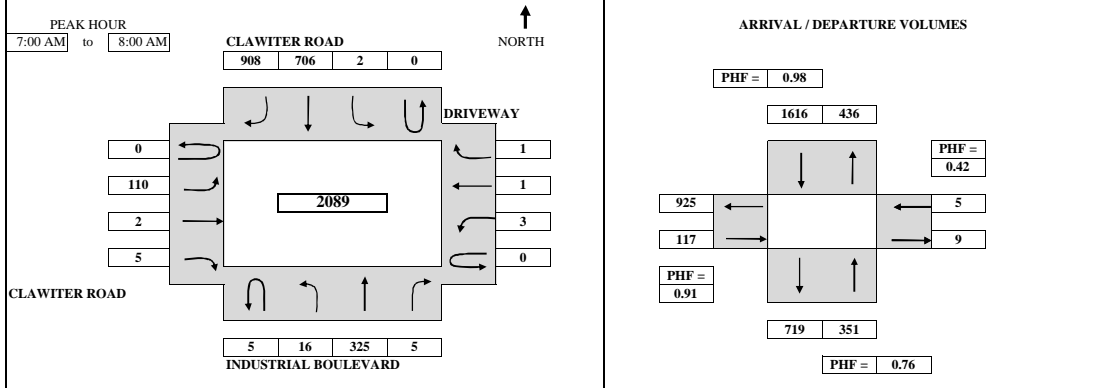 PEAK HOUR
7:00 AM to 8:00 AM
NORTH
CLAWITER ROAD
908 706 2 0
DRIVEWAY
0 1
110 1
2089
2 3
5 0
CLAWITER ROAD
5 16 325 5
INDUSTRIAL BOULEVARD
ARRIVAL / DEPARTURE VOLUMES
PHF = 0.98
1616 436
PHF =
0.42
925 5
117 9
PHF =
0.91
719 351
PHF = 0.76